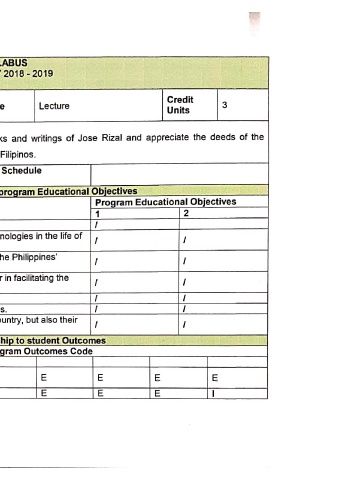 LABUS
2018 - 2019
e Lecture Credit Units 3
ks and writings of Jose Rizal and appreciate the deeds of the
Filipinos.
Schedule
program Educational Objectives
Program Educational Objectives
1 2
/
nologies in the life of / /
he Philippines' / /
r in facilitating the / /
/ /
s. / /
untry, but also their / /
hip to student Outcomes
gram Outcomes Code
E E E E
E E E I